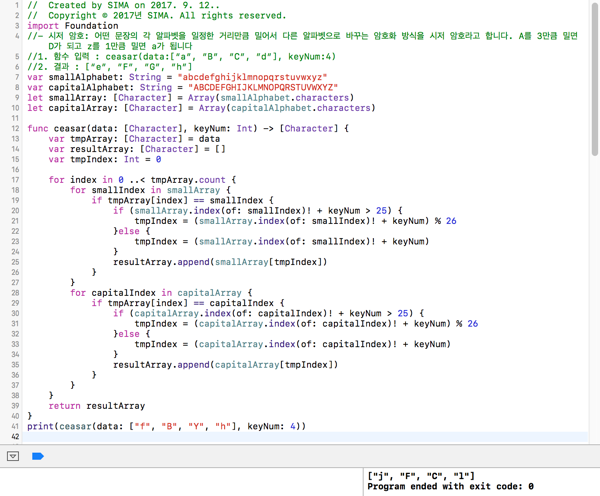 1 //  Created by SIMA on 2017. 9. 12..
2 //  Copyright © 2017년 SIMA. All rights reserved.
3 import Foundation
4 //- 시저 암호: 어떤 문장의 각 알파벳을 일정한 거리만큼 밀어서 다른 알파벳으로 바꾸는 암호화 방식을 시저 암호라고 합니다. A를 3만큼 밀면
D가 되고 z를 1만큼 밀면 a가 됩니다
5 //1. 함수 입력 : ceasar(data:["a", "B", "C", "d"], keyNum:4)
6 //2. 결과 : ["e", "F", "G", "h"]
7 var smallAlphabet: String = "abcdefghijklmnopqrstuvwxyz"
8 var capitalAlphabet: String = "ABCDEFGHIJKLMNOPQRSTUVWXYZ"
9 let smallArray: [Character] = Array(smallAlphabet.characters)
10 let capitalArray: [Character] = Array(capitalAlphabet.characters)
11
12 func ceasar(data: [Character], keyNum: Int) -> [Character] {
13     var tmpArray: [Character] = data
14     var resultArray: [Character] = []
15     var tmpIndex: Int = 0
16
17     for index in 0 ..< tmpArray.count {
18         for smallIndex in smallArray {
19             if tmpArray[index] == smallIndex {
20                 if (smallArray.index(of: smallIndex)! + keyNum > 25) {
21                     tmpIndex = (smallArray.index(of: smallIndex)! + keyNum) % 26
22                 }else {
23                     tmpIndex = (smallArray.index(of: smallIndex)! + keyNum)
24                 }
25                 resultArray.append(smallArray[tmpIndex])
26             }
27         }
28         for capitalIndex in capitalArray {
29             if tmpArray[index] == capitalIndex {
30                 if (capitalArray.index(of: capitalIndex)! + keyNum > 25) {
31                     tmpIndex = (capitalArray.index(of: capitalIndex)! + keyNum) % 26
32                 }else {
33                     tmpIndex = (capitalArray.index(of: capitalIndex)! + keyNum)
34                 }
35                 resultArray.append(capitalArray[tmpIndex])
36             }
37         }
38     }
39     return resultArray
40 }
41 print(ceasar(data: ["f", "B", "Y", "h"], keyNum: 4))
42
["j", "F", "C", "l"]
Program ended with exit code: 0